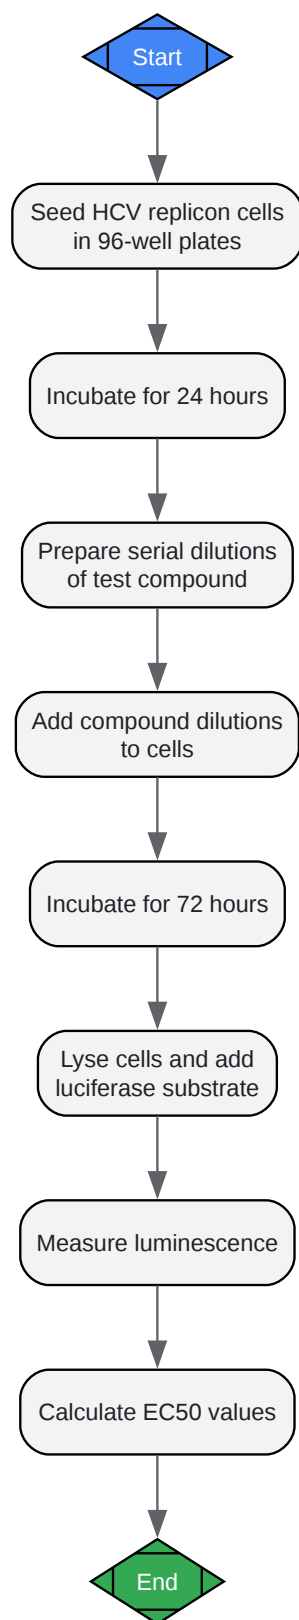 Start
Seed HCV replicon cells
in 96-well plates
Incubate for 24 hours
Prepare serial dilutions
of test compound
Add compound dilutions
to cells
Incubate for 72 hours
Lyse cells and add
luciferase substrate
Measure luminescence
Calculate EC50 values
End